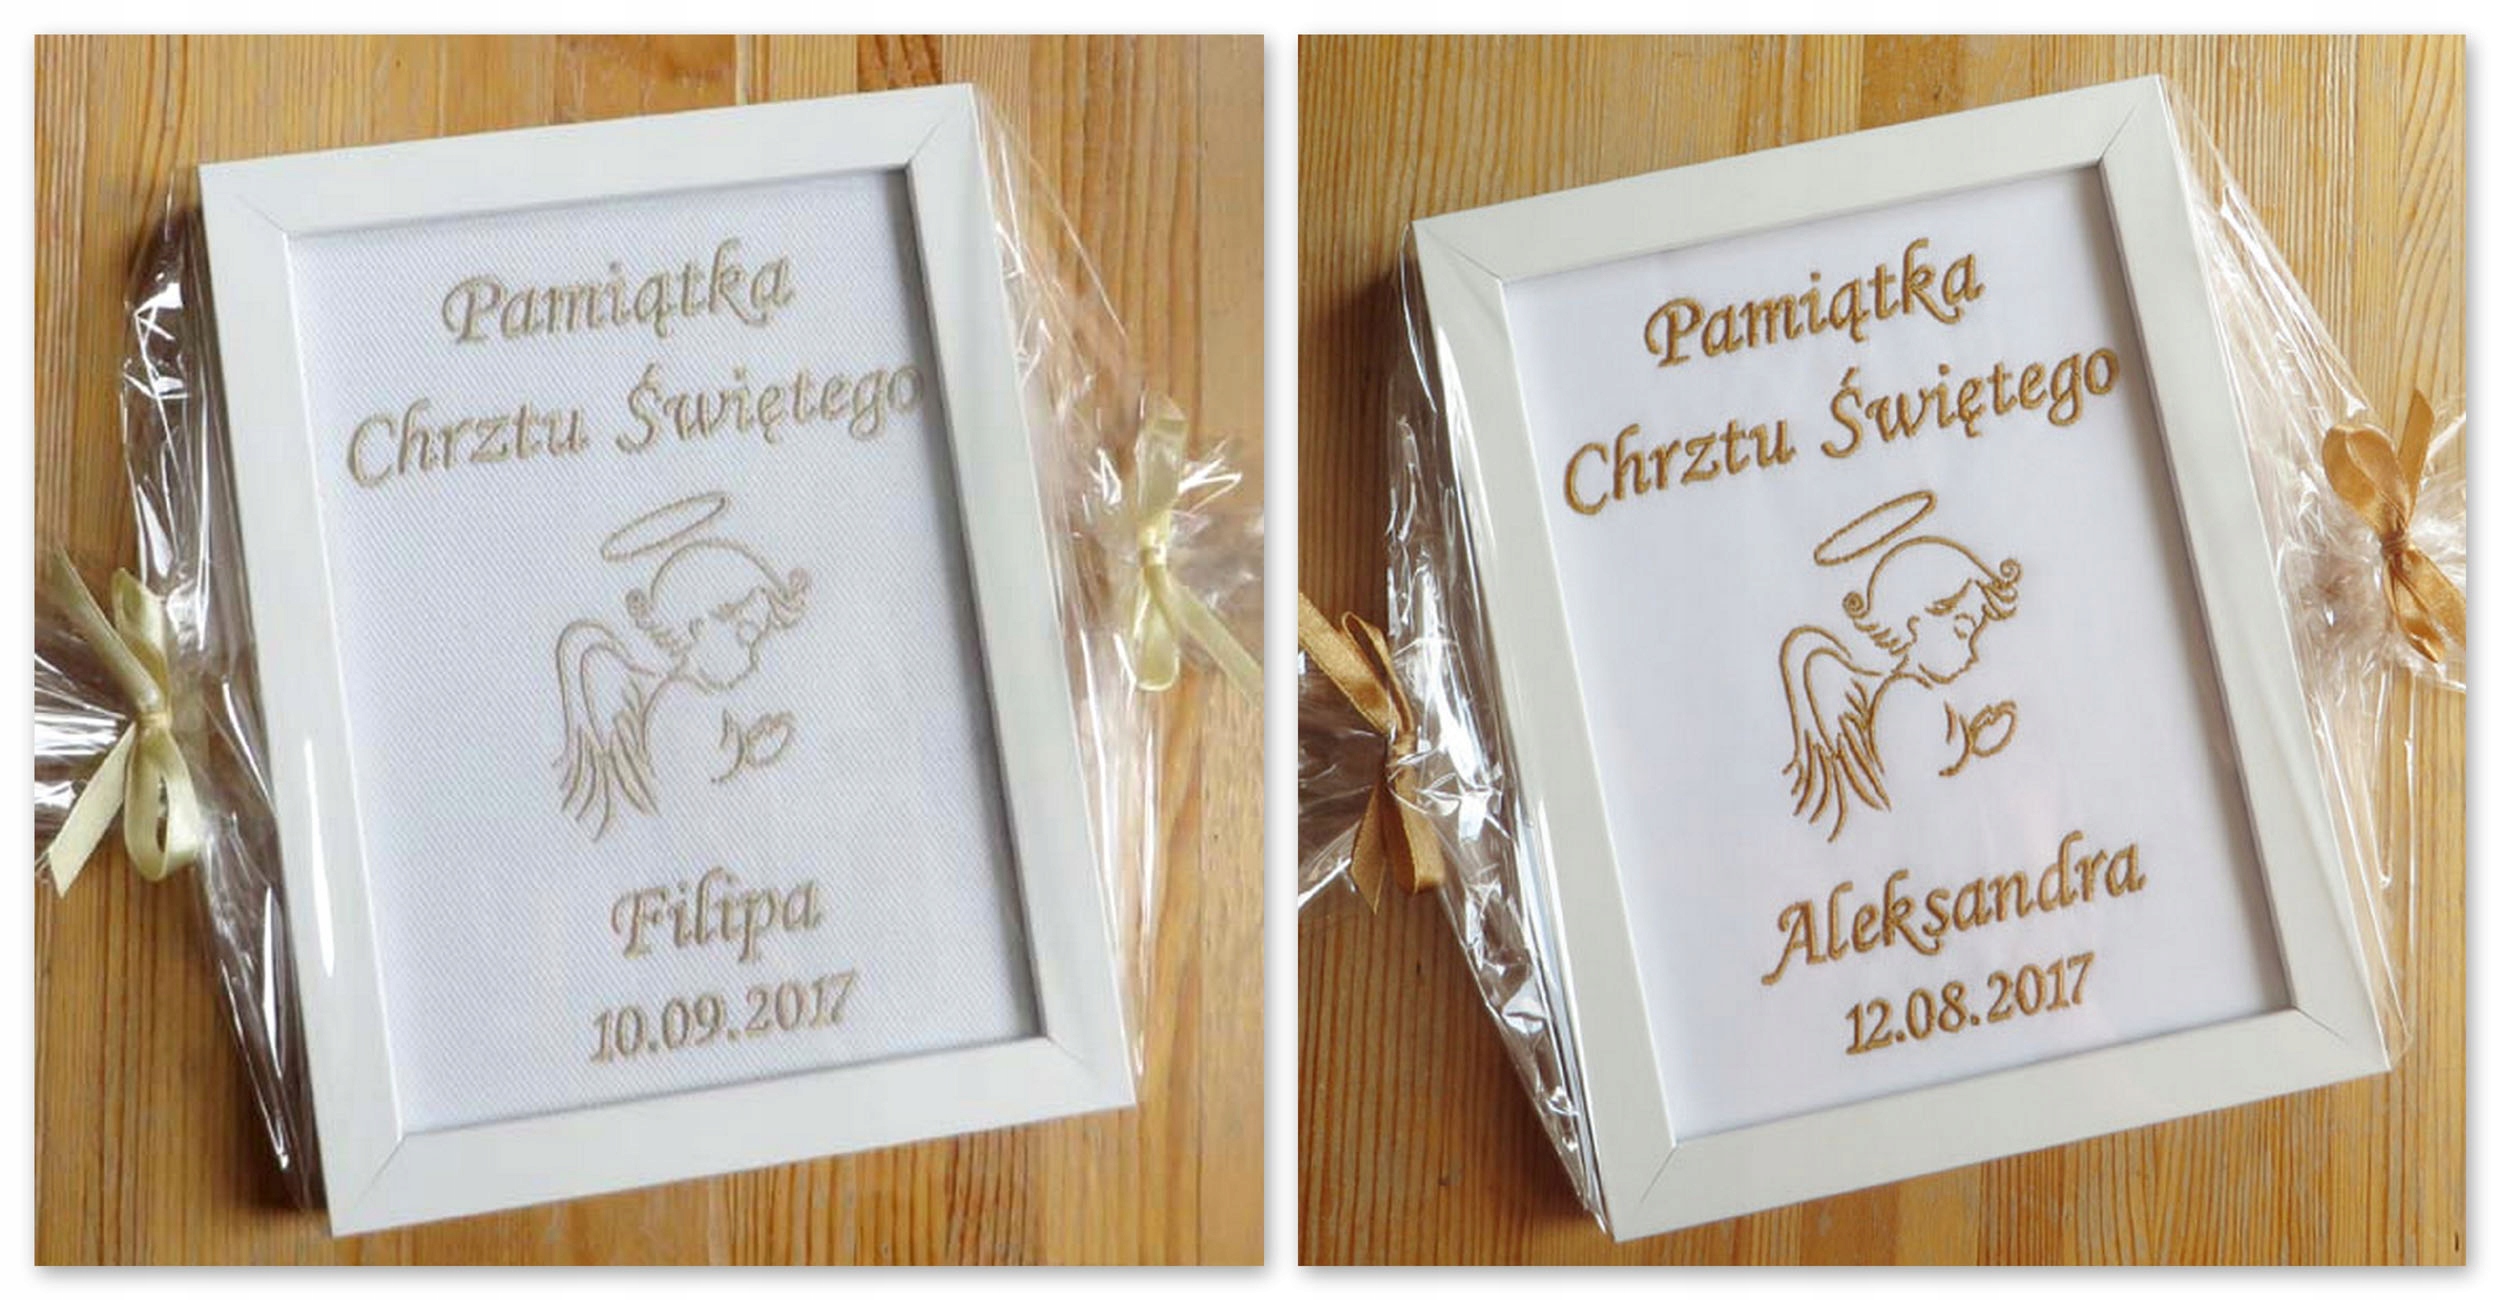 Pamiątka
Chrztu Świętego
Filipa
10.09.2017
Pamiątka
Chrztu Świętego
Aleksandra
12.08.2017